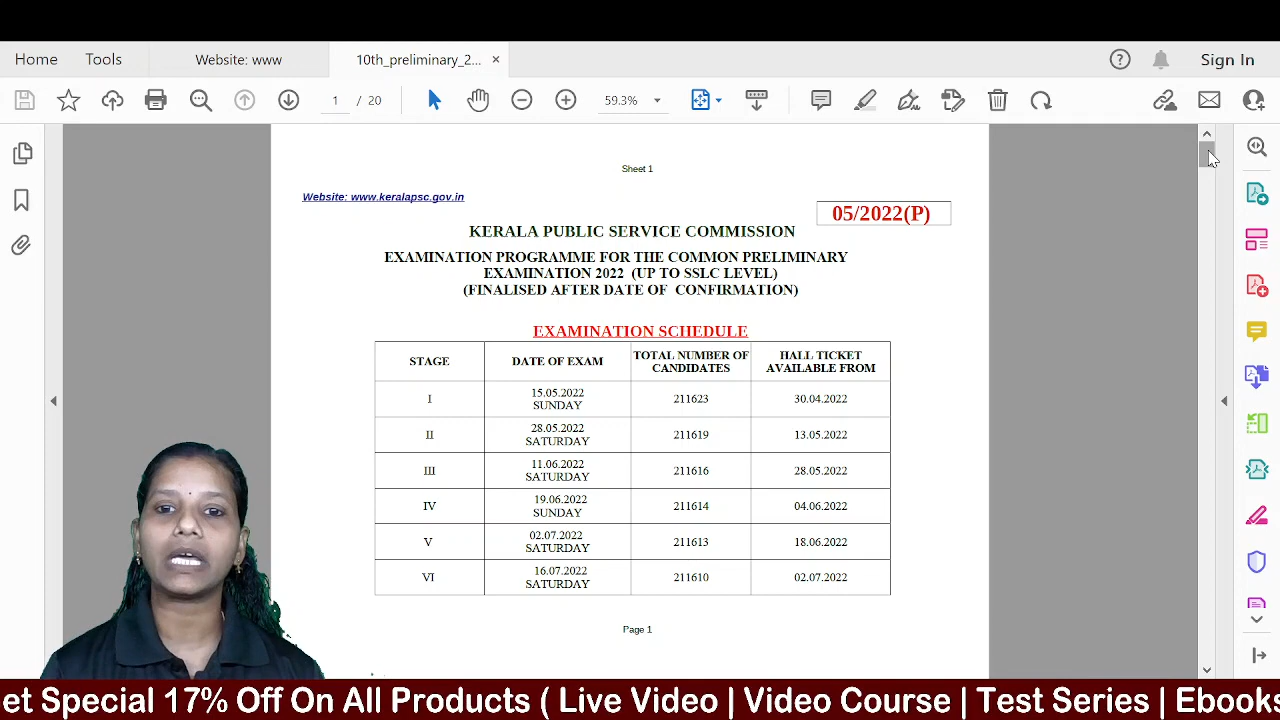 Home Tools Website: www 10th_preliminary_2... × Sign In
1 / 20 59.3%
Sheet 1
Website: www.keralapsc.gov.in
05/2022(P)
KERALA PUBLIC SERVICE COMMISSION
EXAMINATION PROGRAMME FOR THE COMMON PRELIMINARY
EXAMINATION 2022 (UP TO SSLC LEVEL)
(FINALISED AFTER DATE OF CONFIRMATION)
EXAMINATION SCHEDULE
STAGE DATE OF EXAM TOTAL NUMBER OF CANDIDATES HALL TICKET AVAILABLE FROM
I 15.05.2022 SUNDAY 211623 30.04.2022
II 28.05.2022 SATURDAY 211619 13.05.2022
III 11.06.2022 SATURDAY 211616 28.05.2022
IV 19.06.2022 SUNDAY 211614 04.06.2022
V 02.07.2022 SATURDAY 211613 18.06.2022
VI 16.07.2022 SATURDAY 211610 02.07.2022
Page 1
et Special 17% Off On All Products ( Live Video | Video Course | Test Series | Ebooks